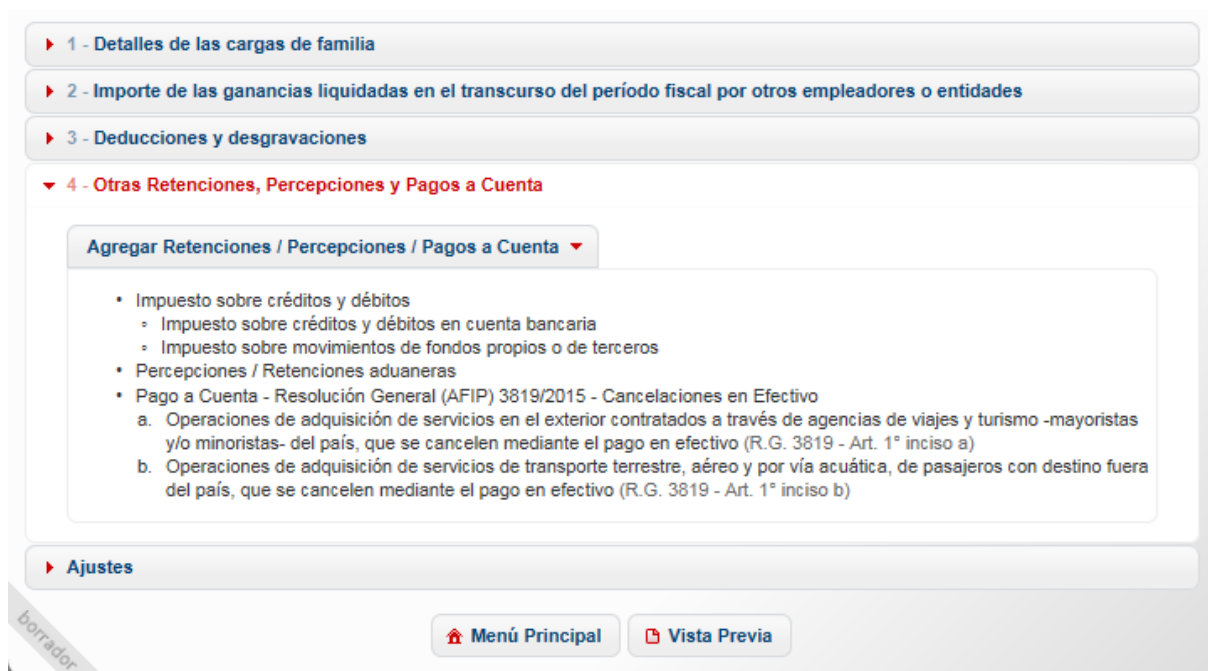 1 - Detalles de las cargas de familia
2 - Importe de las ganancias liquidadas en el transcurso del período fiscal por otros empleadores o entidades
3 - Deducciones y desgravaciones
4 - Otras Retenciones, Percepciones y Pagos a Cuenta
Agregar Retenciones / Percepciones / Pagos a Cuenta
• Impuesto sobre créditos y débitos
◦ Impuesto sobre créditos y débitos en cuenta bancaria
◦ Impuesto sobre movimientos de fondos propios o de terceros
• Percepciones / Retenciones aduaneras
• Pago a Cuenta - Resolución General (AFIP) 3819/2015 - Cancelaciones en Efectivo
a. Operaciones de adquisición de servicios en el exterior contratados a través de agencias de viajes y turismo -mayoristas
y/o minoristas- del país, que se cancelen mediante el pago en efectivo (R.G. 3819 - Art. 1° inciso a)
b. Operaciones de adquisición de servicios de transporte terrestre, aéreo y por vía acuática, de pasajeros con destino fuera
del país, que se cancelen mediante el pago en efectivo (R.G. 3819 - Art. 1° inciso b)
Ajustes
borrador
Menú Principal Vista Previa